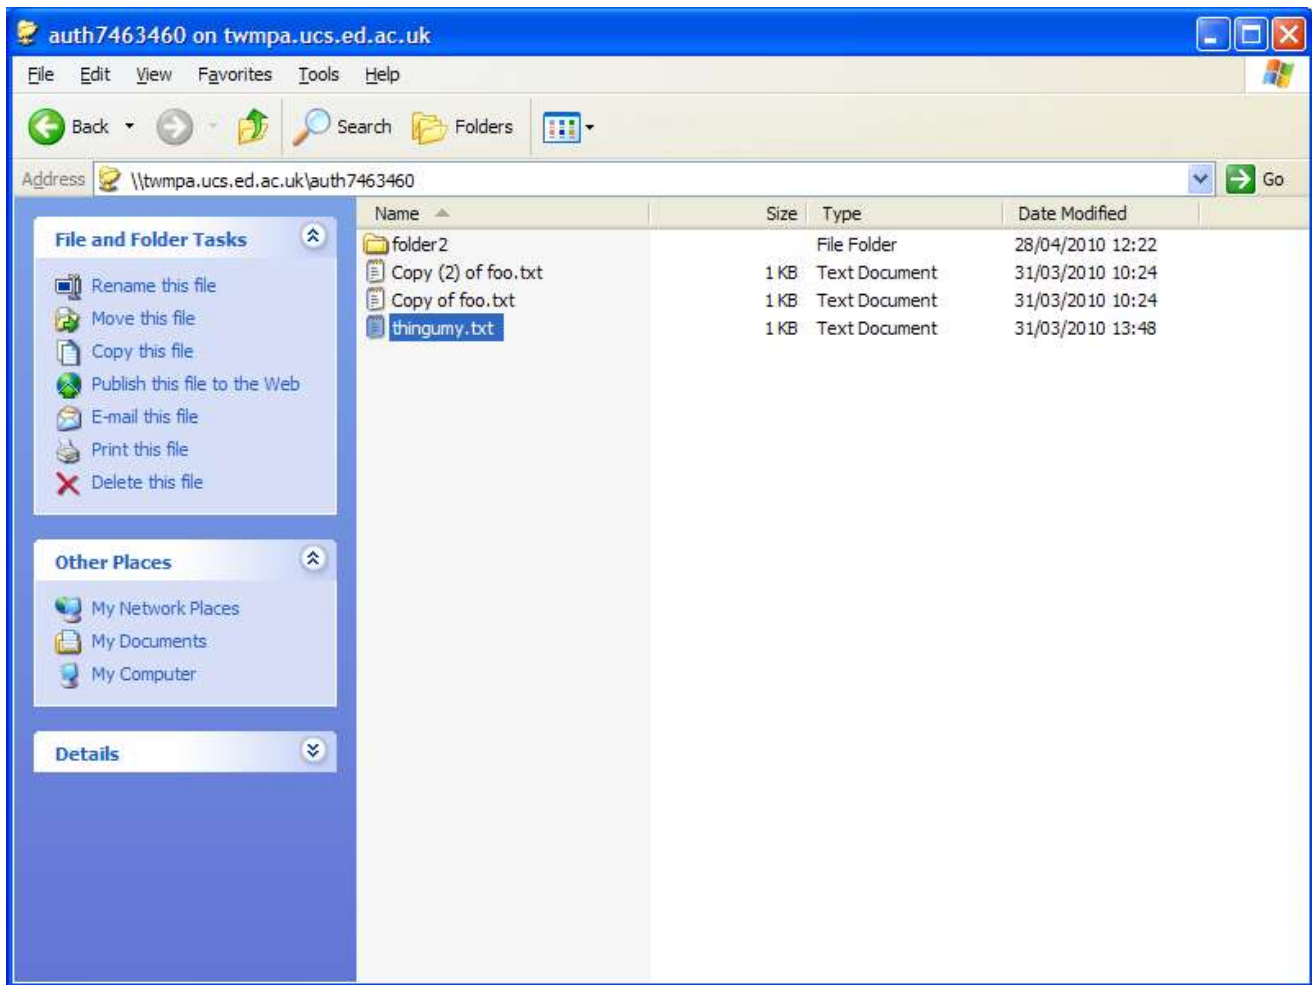 auth7463460 on twmpa.ucs.ed.ac.uk
File Edit View Favorites Tools Help
Back Search Folders
Address \\twmpa.ucs.ed.ac.uk\auth7463460 Go
File and Folder Tasks
Rename this file
Move this file
Copy this file
Publish this file to the Web
E-mail this file
Print this file
Delete this file
Other Places
My Network Places
My Documents
My Computer
Details
Name Size Type Date Modified
folder2 File Folder 28/04/2010 12:22
Copy (2) of foo.txt 1 KB Text Document 31/03/2010 10:24
Copy of foo.txt 1 KB Text Document 31/03/2010 10:24
thingumy.txt 1 KB Text Document 31/03/2010 13:48